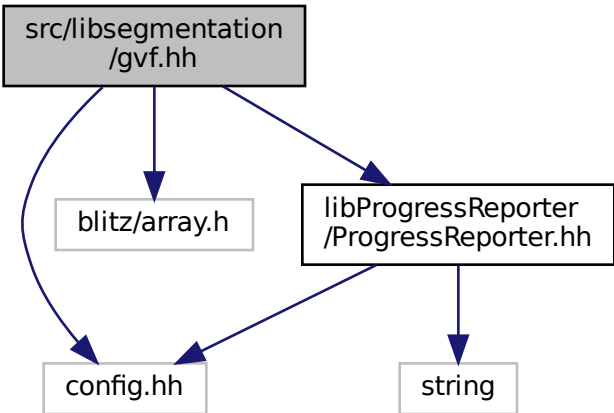 src/libsegmentation
/gvf.hh
blitz/array.h
libProgressReporter
/ProgressReporter.hh
config.hh
string